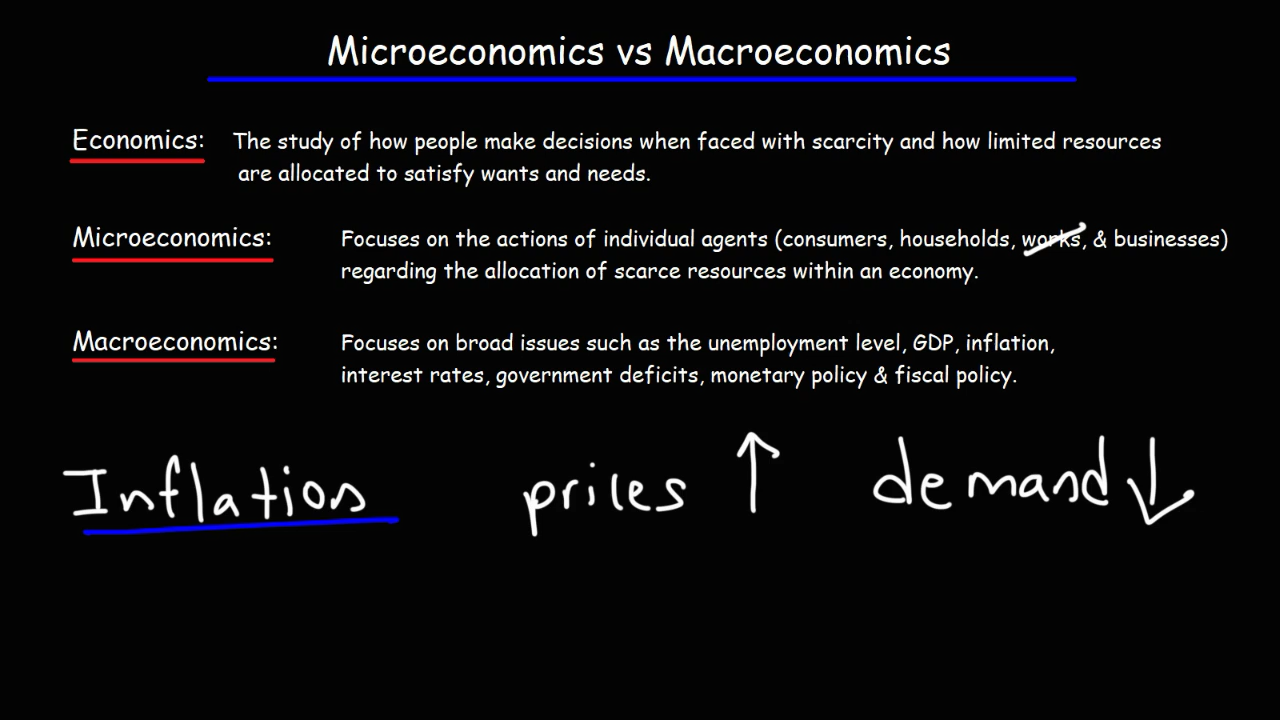 Microeconomics vs Macroeconomics
Economics: The study of how people make decisions when faced with scarcity and how limited resources
are allocated to satisfy wants and needs.
Microeconomics: Focuses on the actions of individual agents (consumers, households, works, & businesses)
regarding the allocation of scarce resources within an economy.
Macroeconomics: Focuses on broad issues such as the unemployment level, GDP, inflation,
interest rates, government deficits, monetary policy & fiscal policy.
Inflation prices ↑ demand ↓